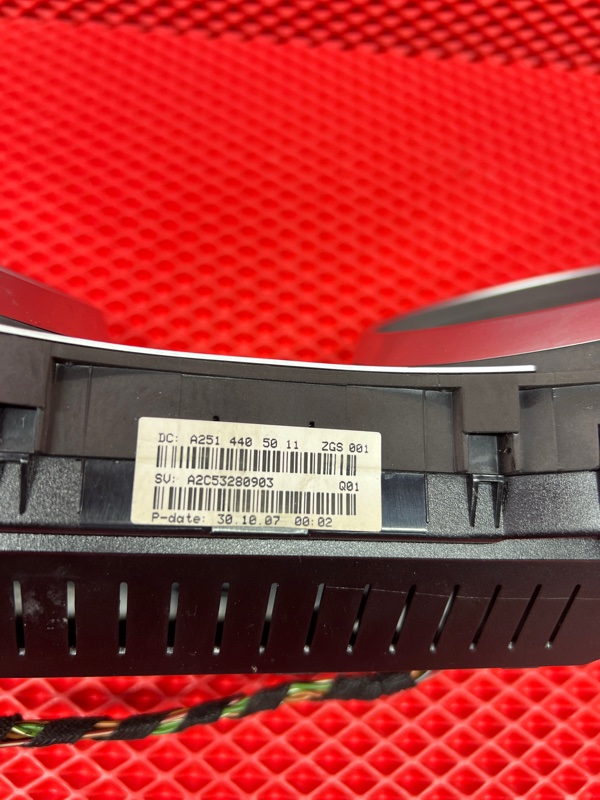 DC: A251 440 50 11 ZGS 001
SV: A2C53280903 Q01
P-date: 30.10.07 00:02